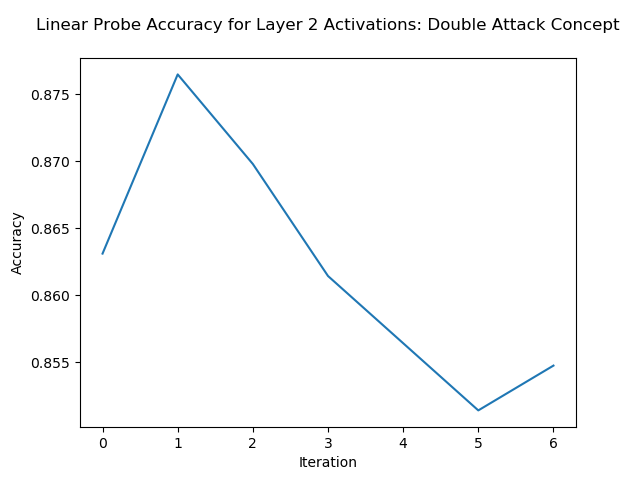 Linear Probe Accuracy for Layer 2 Activations: Double Attack Concept
0.875
0.870
0.865
0.860
0.855
Accuracy
0 1 2 3 4 5 6
Iteration